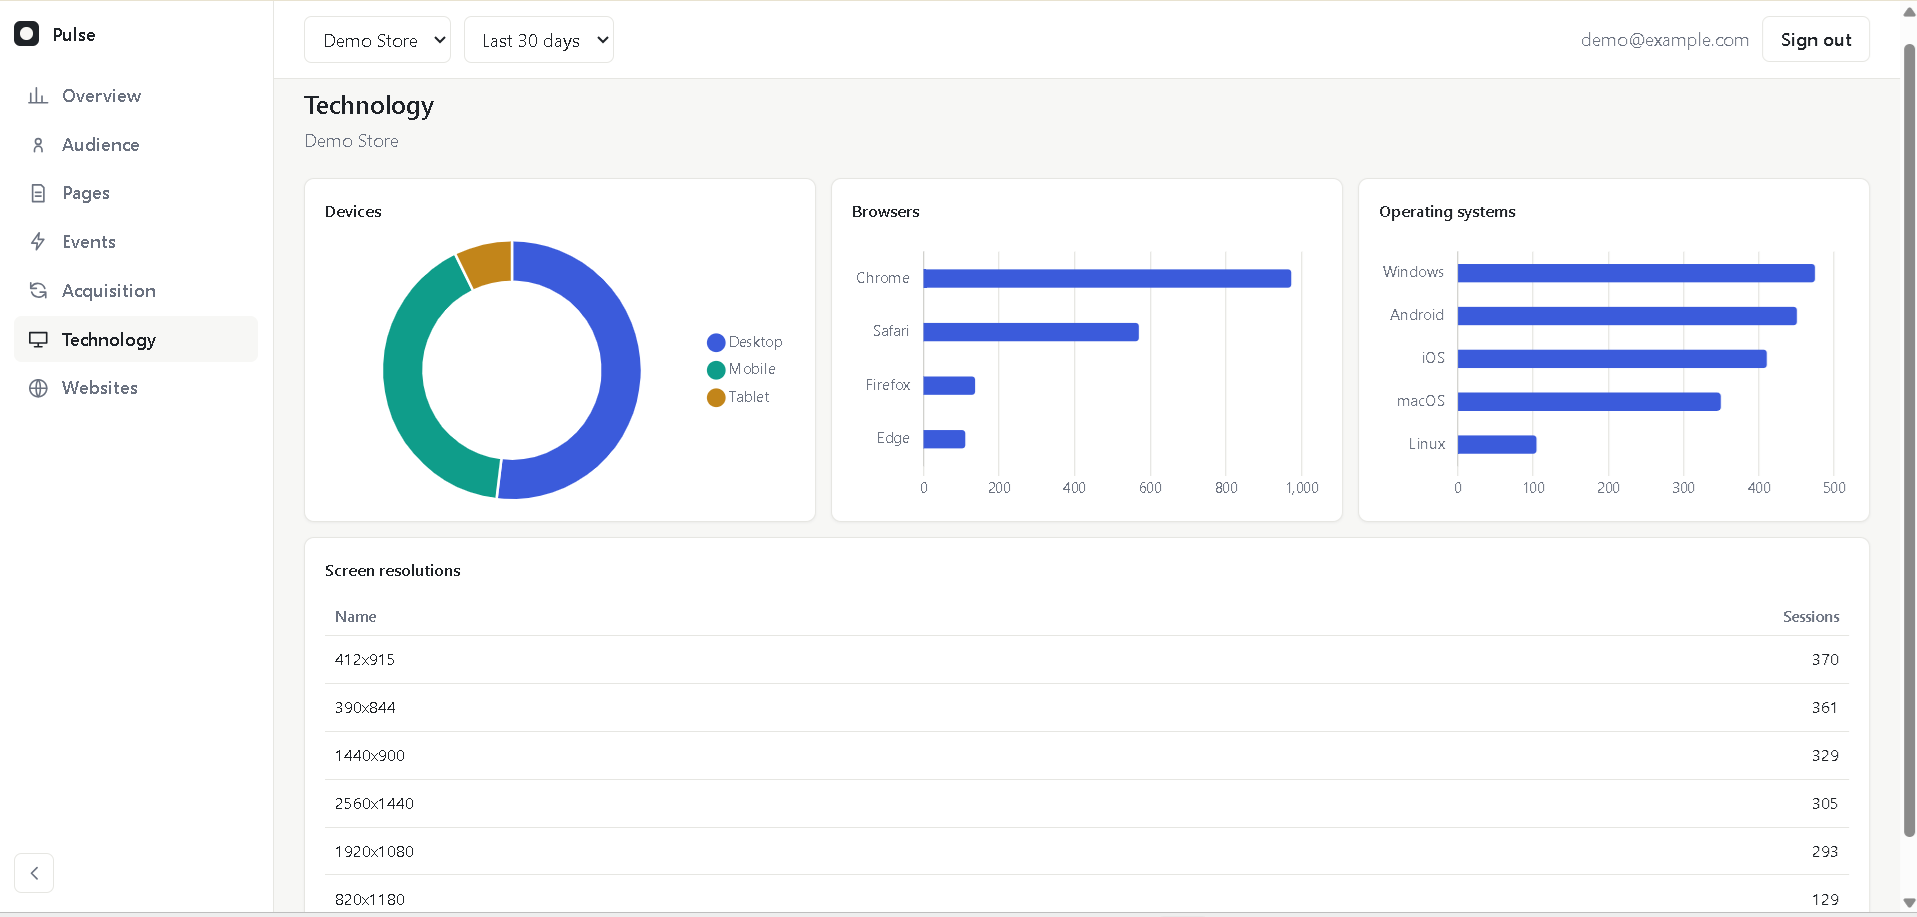 Pulse
Overview
Audience
Pages
Events
Acquisition
Technology
Websites
Demo Store
Last 30 days
demo@example.com
Sign out
Technology
Demo Store
Devices
Desktop
Mobile
Tablet
Browsers
Chrome
Safari
Firefox
Edge
0 200 400 600 800 1,000
Operating systems
Windows
Android
iOS
macOS
Linux
0 100 200 300 400 500
Screen resolutions
Name Sessions
412x915 370
390x844 361
1440x900 329
2560x1440 305
1920x1080 293
820x1180 129